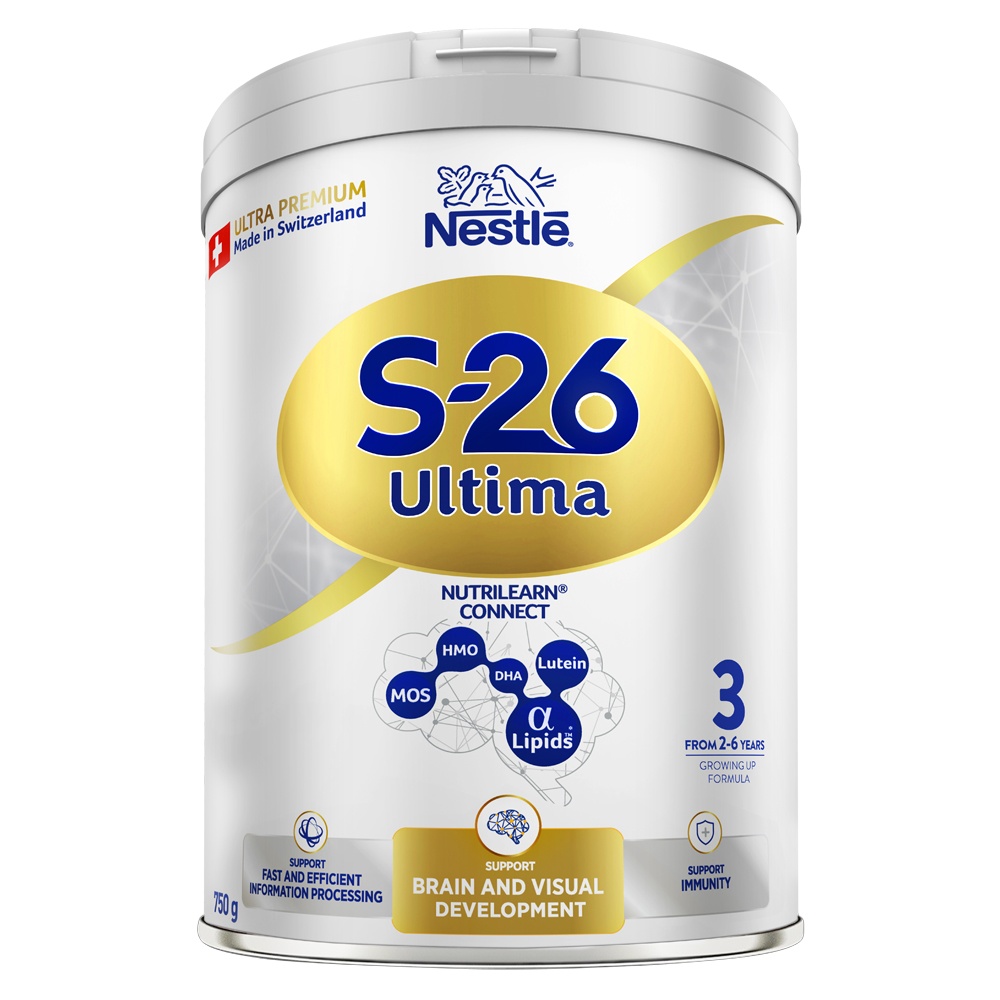 ULTRA PREMIUM
Made in Switzerland
Nestlé®
S-26
Ultima
NUTRILEARN®
CONNECT
MOS
HMO
DHA
Lutein
α
Lipids™*
3
FROM 2-6 YEARS
GROWING UP
FORMULA
SUPPORT
FAST AND EFFICIENT
INFORMATION PROCESSING
SUPPORT
BRAIN AND VISUAL
DEVELOPMENT
SUPPORT
IMMUNITY
750 g